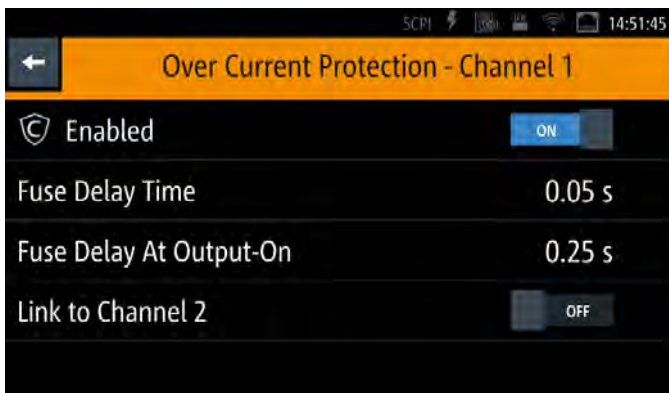 SCPI 14:51:45
Over Current Protection - Channel 1
C Enabled ON
Fuse Delay Time 0.05 s
Fuse Delay At Output-On 0.25 s
Link to Channel 2 OFF